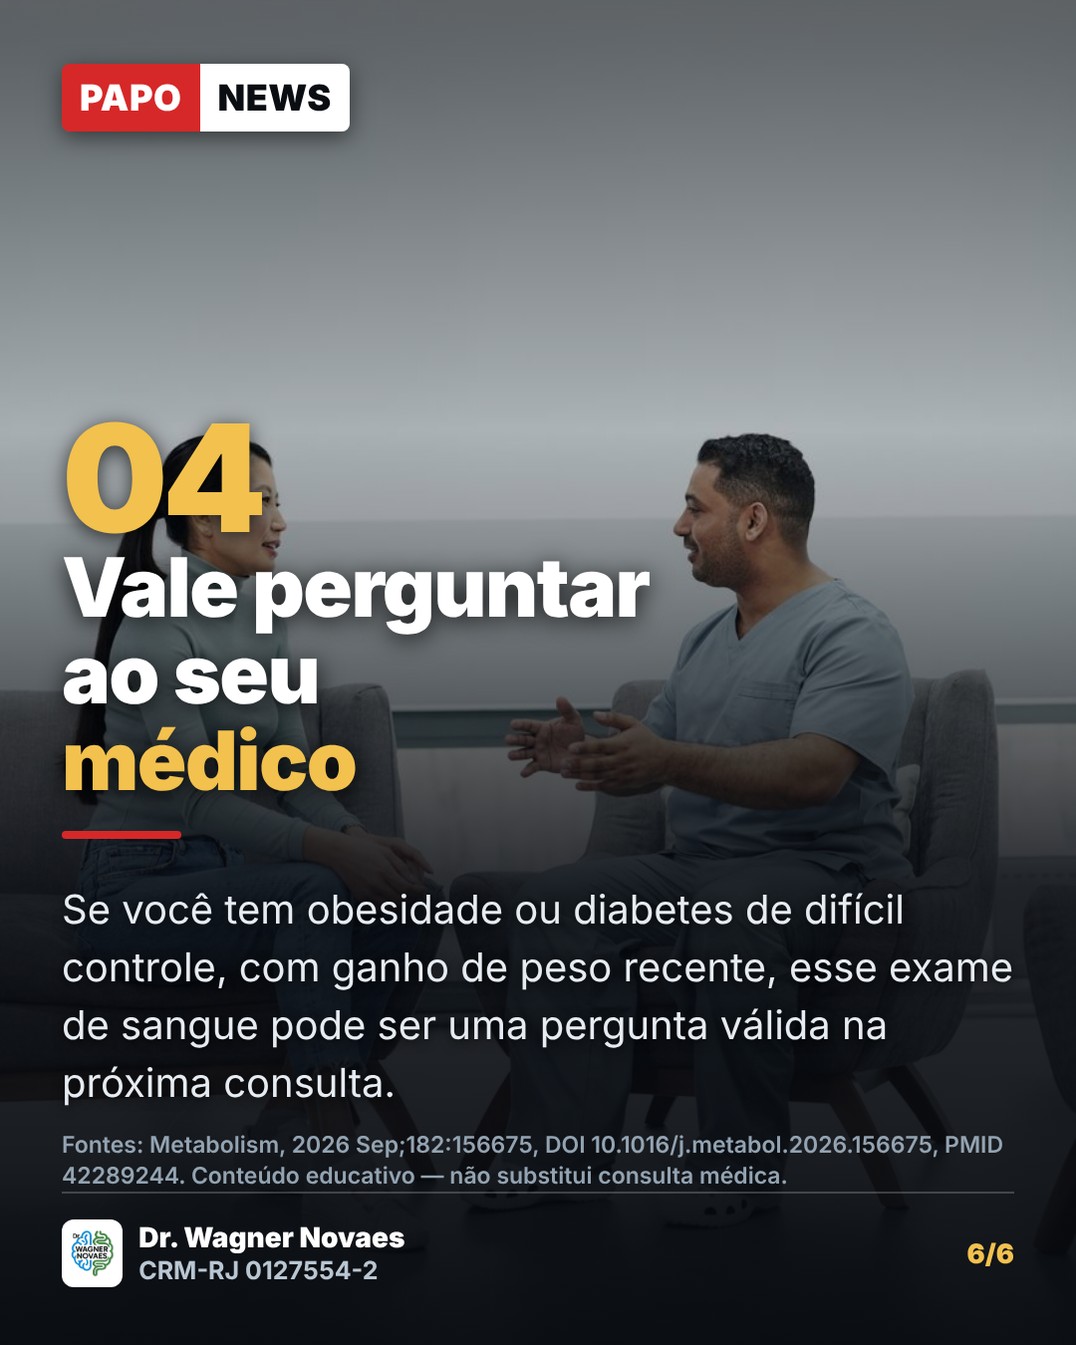 PAPO NEWS
04
Vale perguntar
ao seu
médico
Se você tem obesidade ou diabetes de difícil
controle, com ganho de peso recente, esse exame
de sangue pode ser uma pergunta válida na
próxima consulta.
Fontes: Metabolism, 2026 Sep;182:156675, DOI 10.1016/j.metabol.2026.156675, PMID
42289244. Conteúdo educativo — não substitui consulta médica.
Dr.
WAGNER
NOVAES
Dr. Wagner Novaes
CRM-RJ 0127554-2
6/6